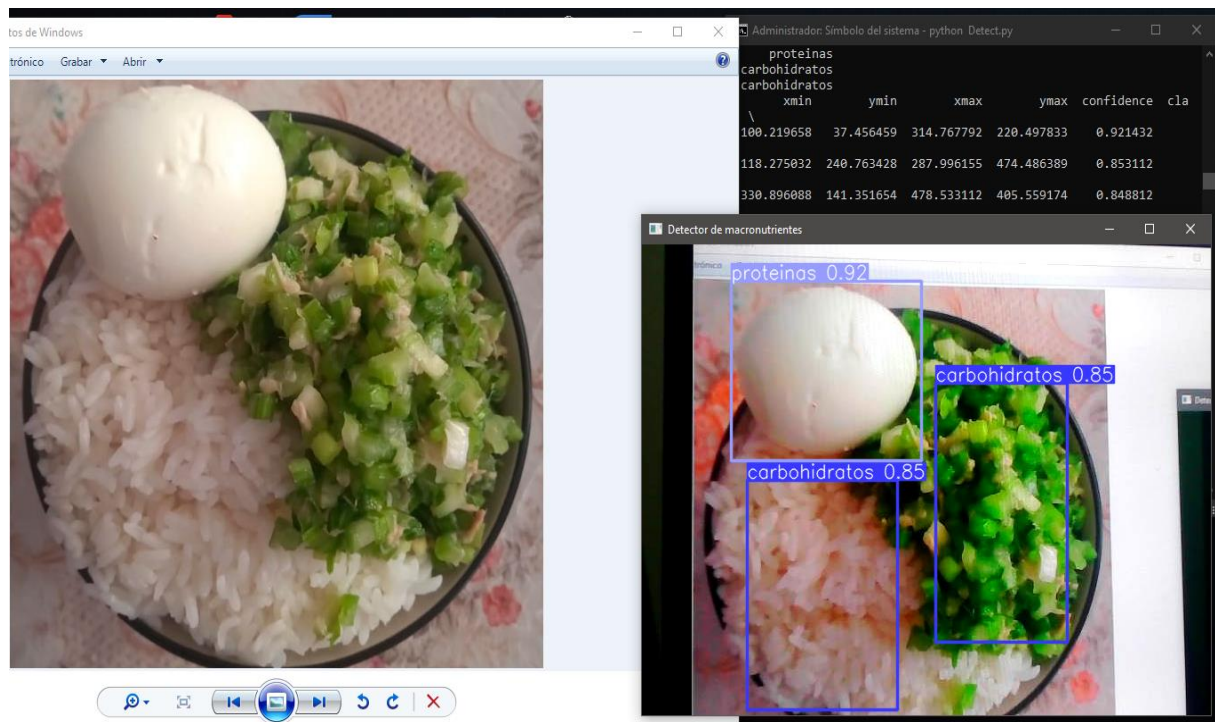 tos de Windows
trónico Grabar Abrir
Administrador: Símbolo del sistema - python Detect.py
proteinas
carbohidratos
carbohidratos
xmin ymin xmax ymax confidence cla
\
100.219658 37.456459 314.767792 220.497833 0.921432
118.275032 240.763428 287.996155 474.486389 0.853112
330.896088 141.351654 478.533112 405.559174 0.848812
Detector de macronutrientes
trónico
proteinas 0.92
carbohidratos 0.85
carbohidratos 0.85
Dete